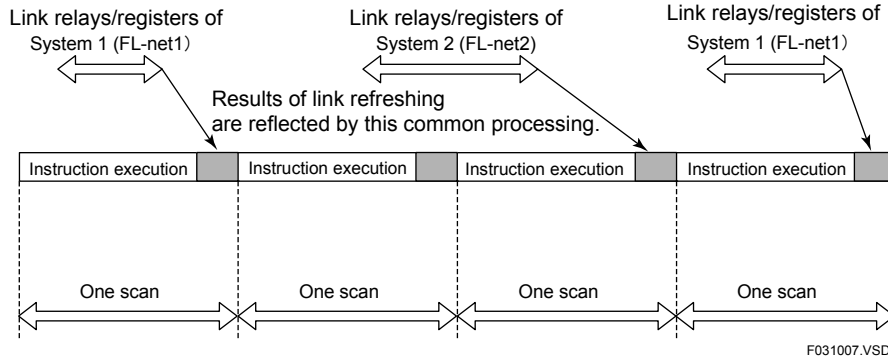 Link relays/registers of
System 1 (FL-net1)
Link relays/registers of
System 2 (FL-net2)
Link relays/registers of
System 1 (FL-net1)
Results of link refreshing
are reflected by this common processing.
Instruction execution
Instruction execution
Instruction execution
Instruction execution
One scan
One scan
One scan
One scan
F031007.VSD